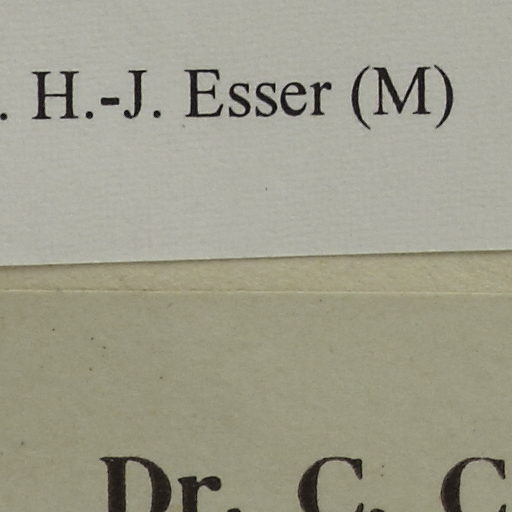 . H.-J. Esser (M)
Dr. C. C